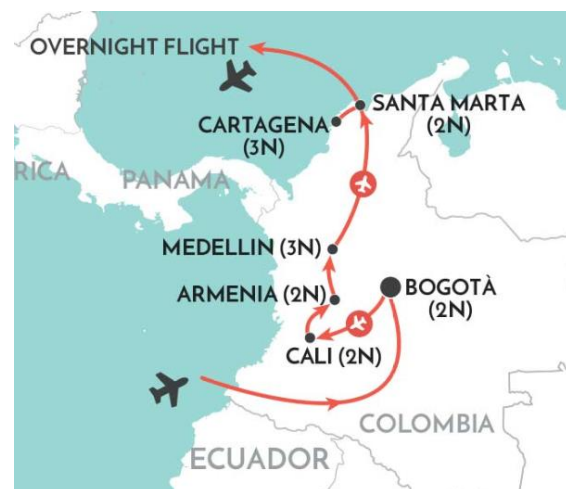 OVERNIGHT FLIGHT
SANTA MARTA
(2N)
CARTAGENA
(3N)
RICA
PANAMA
MEDELLIN (3N)
ARMENIA (2N)
BOGOTÀ
(2N)
CALI (2N)
COLOMBIA
ECUADOR